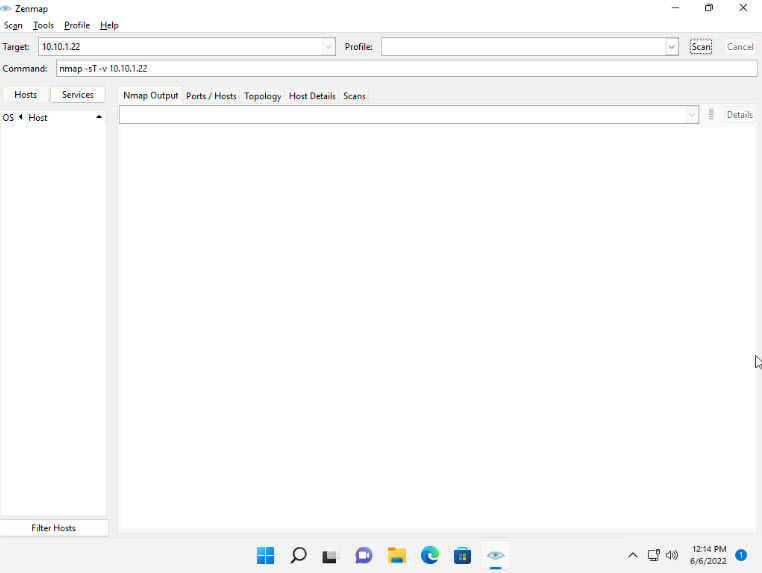 Zenmap
Scan Tools Profile Help
Target: 10.10.1.22 Profile: Scan Cancel
Command: nmap -sT -v 10.10.1.22
Hosts Services Nmap Output Ports / Hosts Topology Host Details Scans
OS Host Details
Filter Hosts
12:14 PM
6/6/2022 1